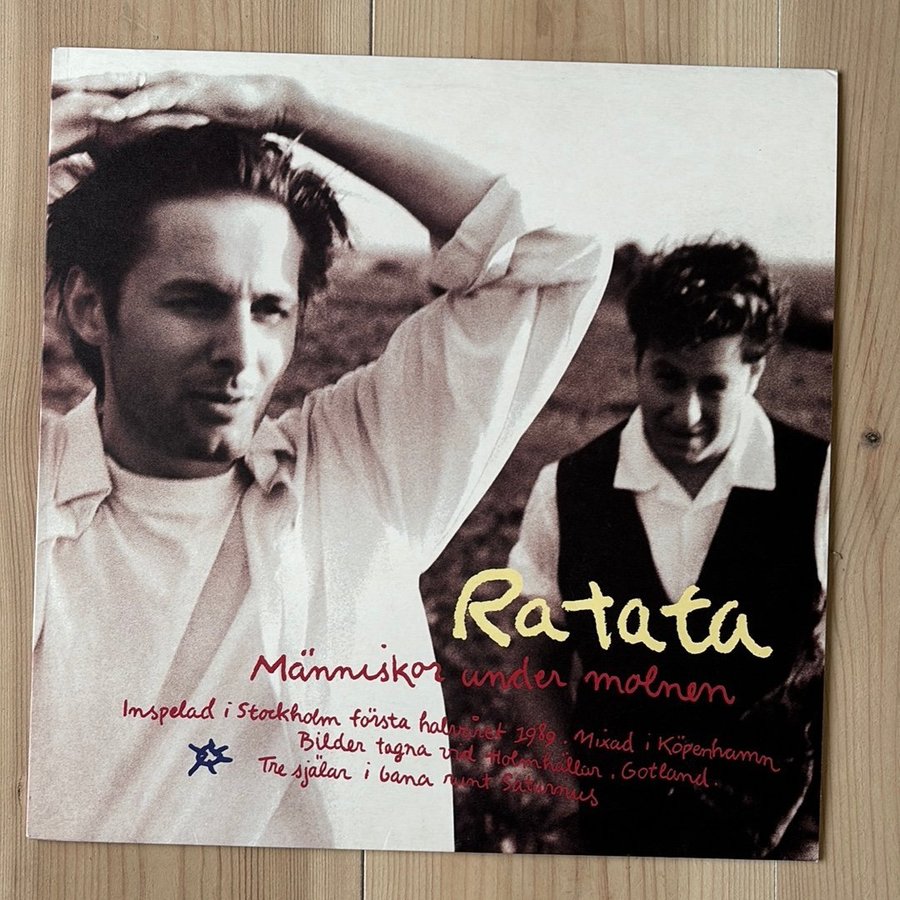 Ratata
Människor under molnen
Inspelad i Stockholm första halvåret 1989. Mixad i Köpenhamn
Bilder tagna vid Holmhällar, Gotland.
Tre själar i bana runt Saturnus